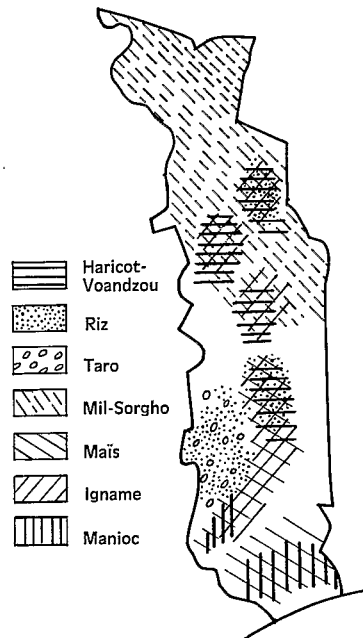 Haricot-
Voandzou
Riz
Taro
Mil-Sorgho
Maïs
Igname
Manioc